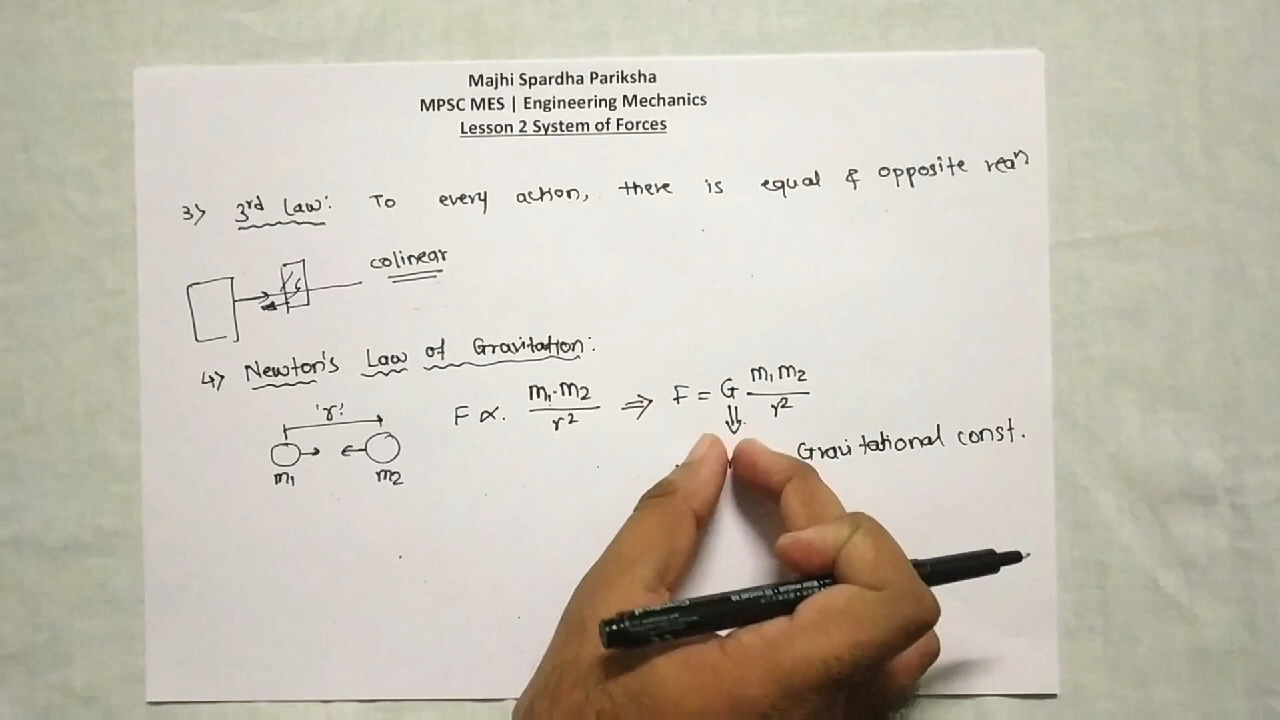 Majhi Spardha Pariksha
MPSC MES | Engineering Mechanics
Lesson 2 System of Forces
3) 3rd Law: To every action, there is equal & opposite reaⁿ
colinear
4) Newton's Law of Gravitation:
'r'
m₁ m₂
F ∝ m₁·m₂/r² ⇒ F = G m₁m₂/r²
⇓
Gravitational const.